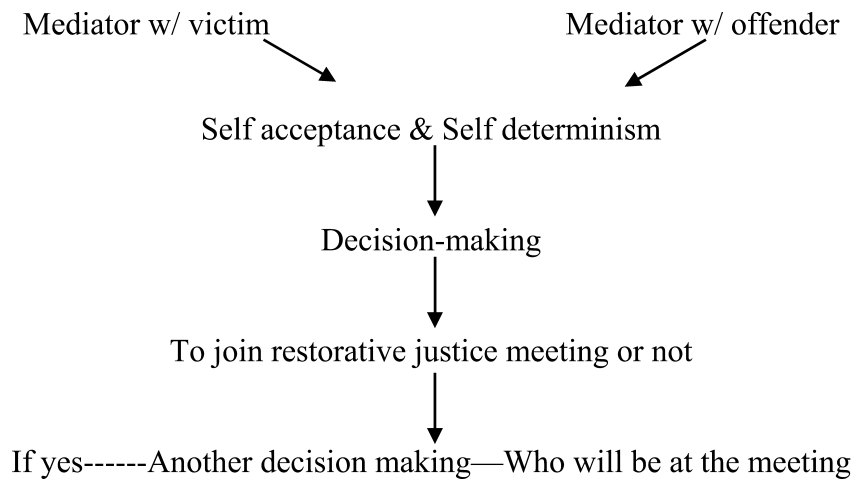 Mediator w/ victim Mediator w/ offender
Self acceptance & Self determinism
Decision-making
To join restorative justice meeting or not
If yes------Another decision making—Who will be at the meeting